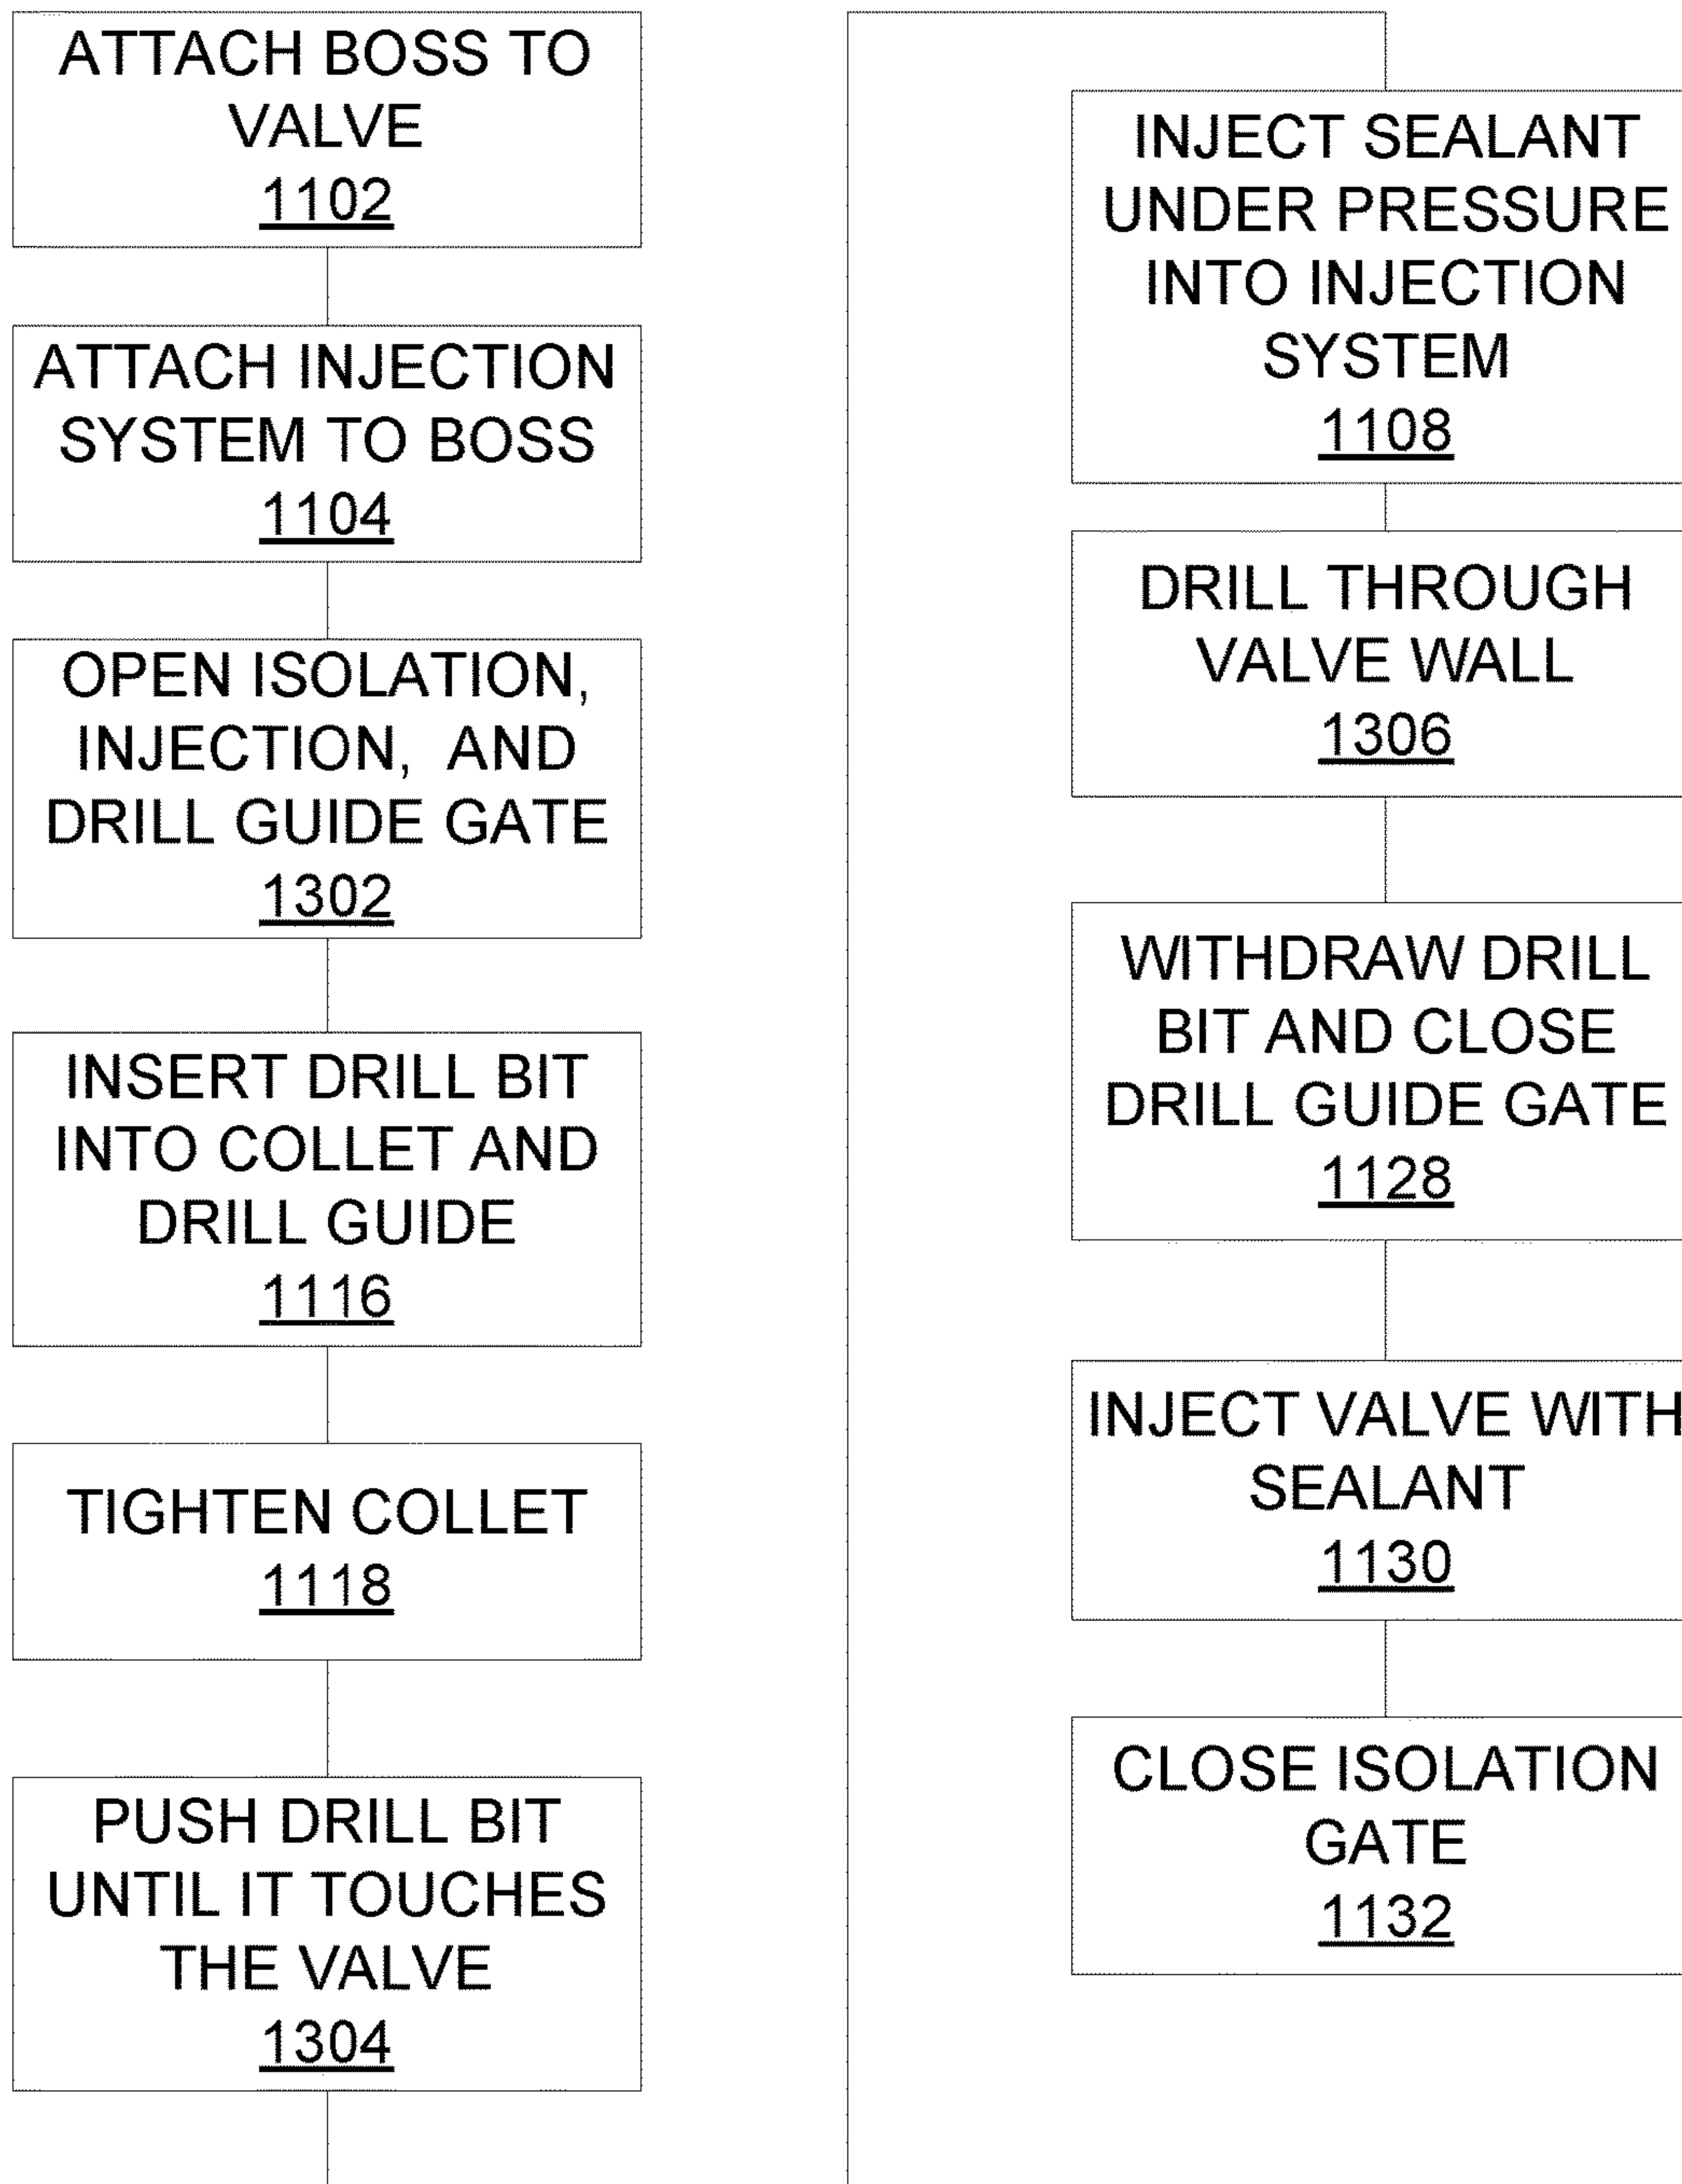 ATTACH BOSS TO
VALVE
1102
ATTACH INJECTION
SYSTEM TO BOSS
1104
OPEN ISOLATION,
INJECTION, AND
DRILL GUIDE GATE
1302
INSERT DRILL BIT
INTO COLLET AND
DRILL GUIDE
1116
TIGHTEN COLLET
1118
PUSH DRILL BIT
UNTIL IT TOUCHES
THE VALVE
1304
INJECT SEALANT
UNDER PRESSURE
INTO INJECTION
SYSTEM
1108
DRILL THROUGH
VALVE WALL
1306
WITHDRAW DRILL
BIT AND CLOSE
DRILL GUIDE GATE
1128
INJECT VALVE WITH
SEALANT
1130
CLOSE ISOLATION
GATE
1132